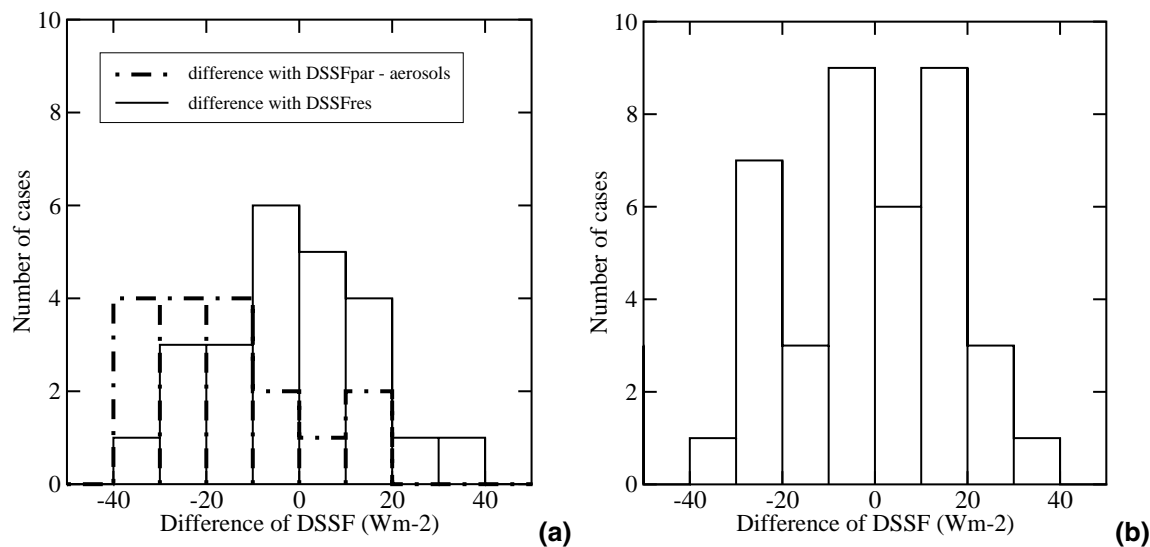 10
8
6
4
2
0
Number of cases
difference with DSSFpar - aerosols
difference with DSSFres
-40
-20
0
20
40
Difference of DSSF (Wm-2)
(a)
10
8
6
4
2
0
Number of cases
-40
-20
0
20
40
Difference of DSSF (Wm-2)
(b)